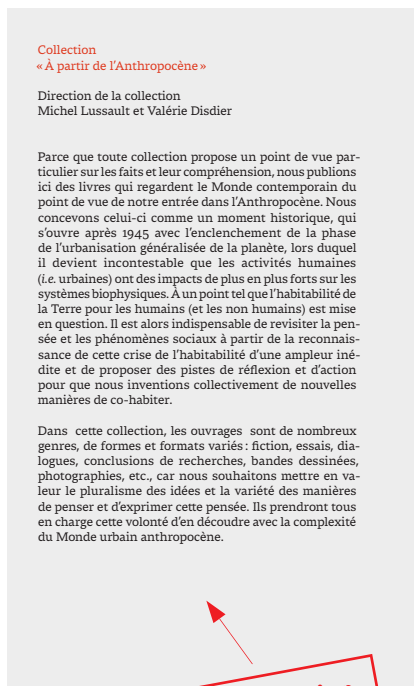 Collection
« À partir de l’Anthropocène »
Direction de la collection
Michel Lussault et Valérie Disdier
Parce que toute collection propose un point de vue par-
ticulier sur les faits et leur compréhension, nous publions
ici des livres qui regardent le Monde contemporain du
point de vue de notre entrée dans l’Anthropocène. Nous
concevons celui-ci comme un moment historique, qui
s’ouvre après 1945 avec l’enclenchement de la phase
de l’urbanisation généralisée de la planète, lors duquel
il devient incontestable que les activités humaines
(i.e. urbaines) ont des impacts de plus en plus forts sur les
systèmes biophysiques. À un point tel que l’habitabilité de
la Terre pour les humains (et les non humains) est mise
en question. Il est alors indispensable de revisiter la pen-
sée et les phénomènes sociaux à partir de la reconnais-
sance de cette crise de l’habitabilité d’une ampleur iné-
dite et de proposer des pistes de réflexion et d’action
pour que nous inventions collectivement de nouvelles
manières de co-habiter.
Dans cette collection, les ouvrages sont de nombreux
genres, de formes et formats variés : fiction, essais, dia-
logues, conclusions de recherches, bandes dessinées,
photographies, etc., car nous souhaitons mettre en va-
leur le pluralisme des idées et la variété des manières
de penser et d’exprimer cette pensée. Ils prendront tous
en charge cette volonté d’en découdre avec la complexité
du Monde urbain anthropocène.